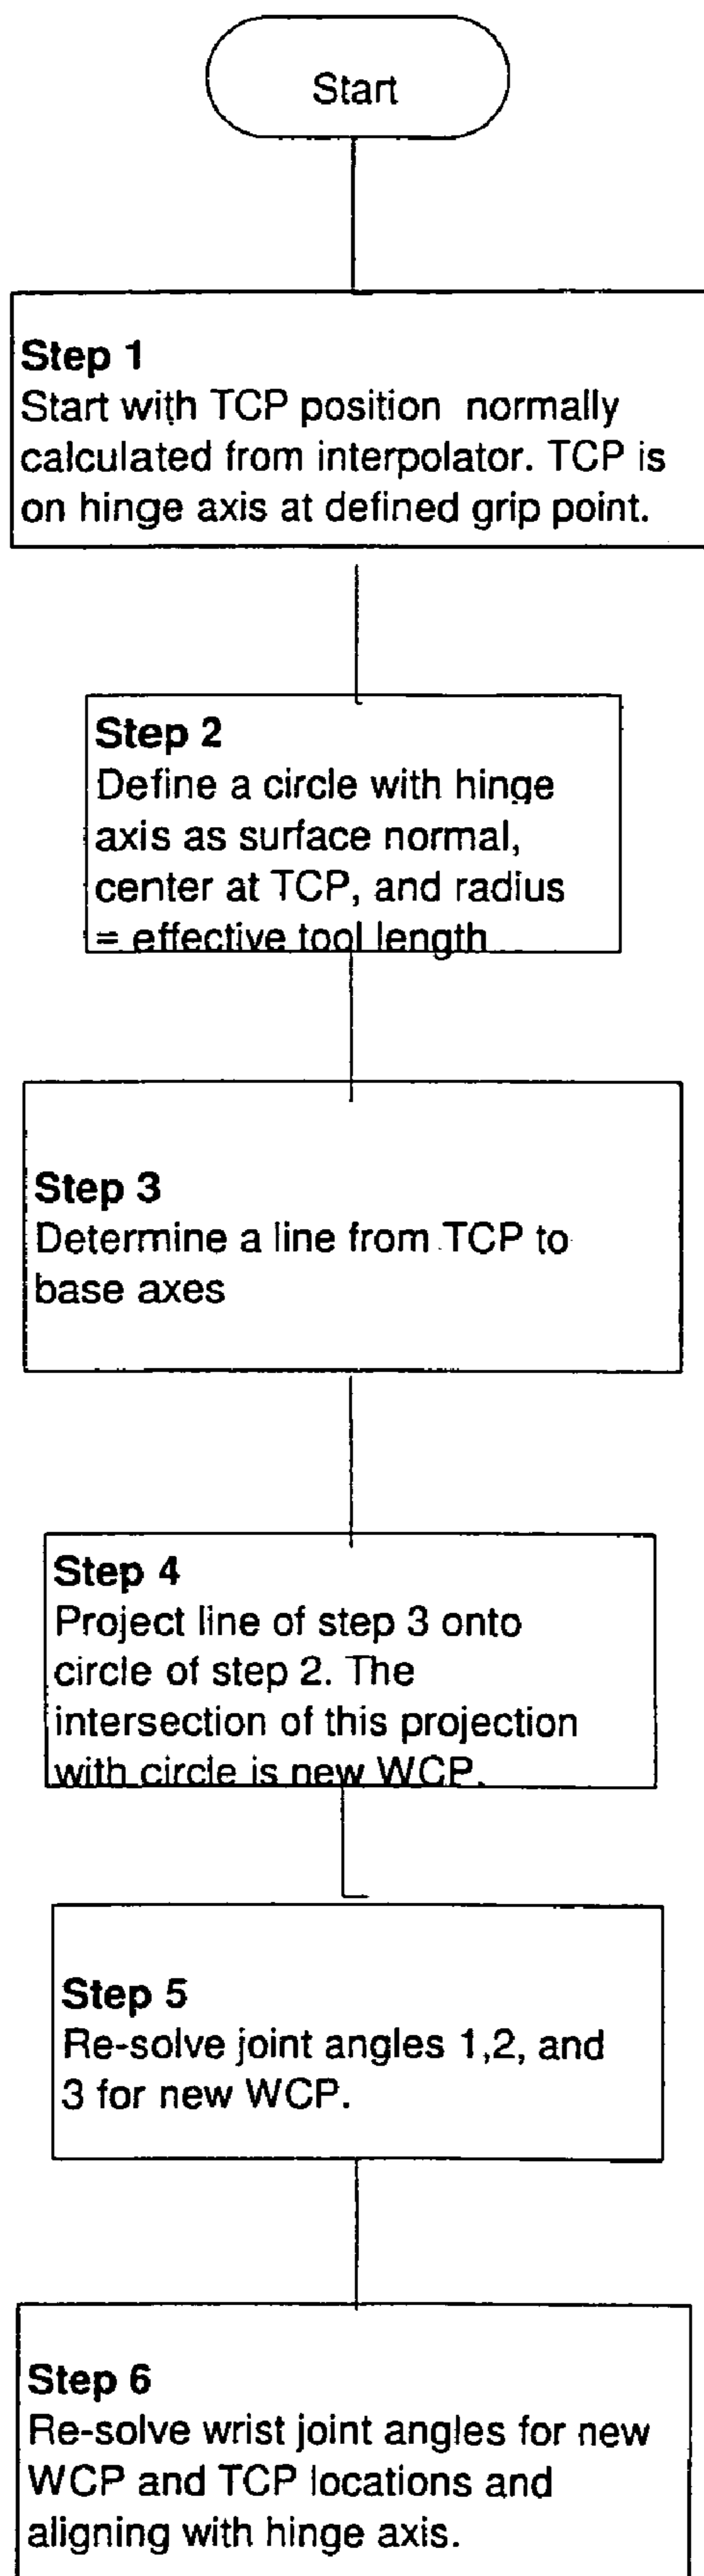 Start
Step 1
Start with TCP position normally
calculated from interpolator. TCP is
on hinge axis at defined grip point.
Step 2
Define a circle with hinge
axis as surface normal,
center at TCP, and radius
= effective tool length
Step 3
Determine a line from TCP to
base axes
Step 4
Project line of step 3 onto
circle of step 2. The
intersection of this projection
with circle is new WCP.
Step 5
Re-solve joint angles 1,2, and
3 for new WCP.
Step 6
Re-solve wrist joint angles for new
WCP and TCP locations and
aligning with hinge axis.